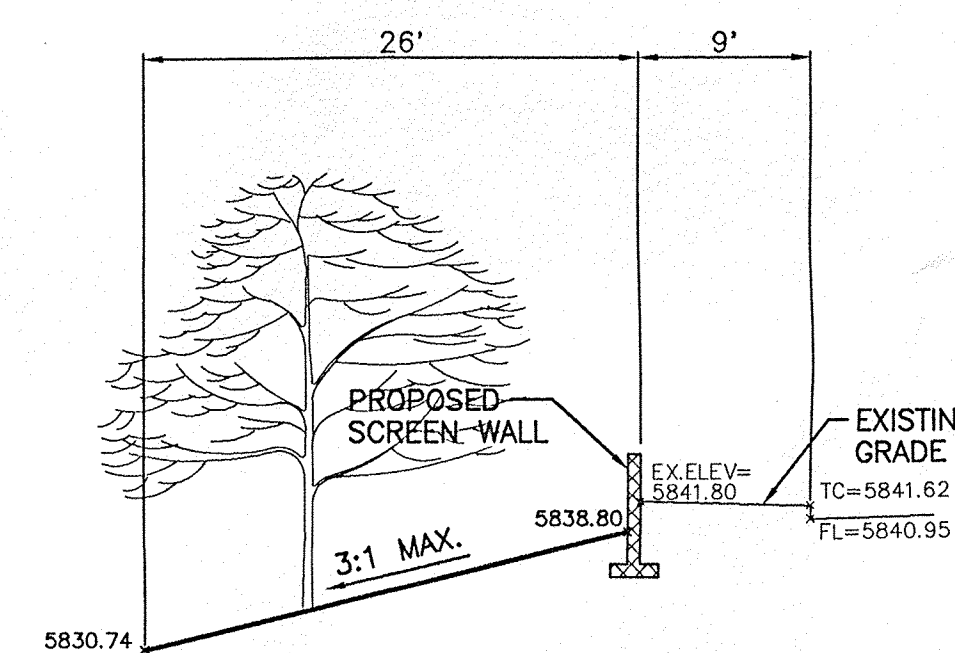 26'
9'
PROPOSED
SCREEN WALL
EX.ELEV=
5841.80
EXISTIN
GRADE
TC=5841.62
FL=5840.95
5838.80
3:1 MAX.
5830.74